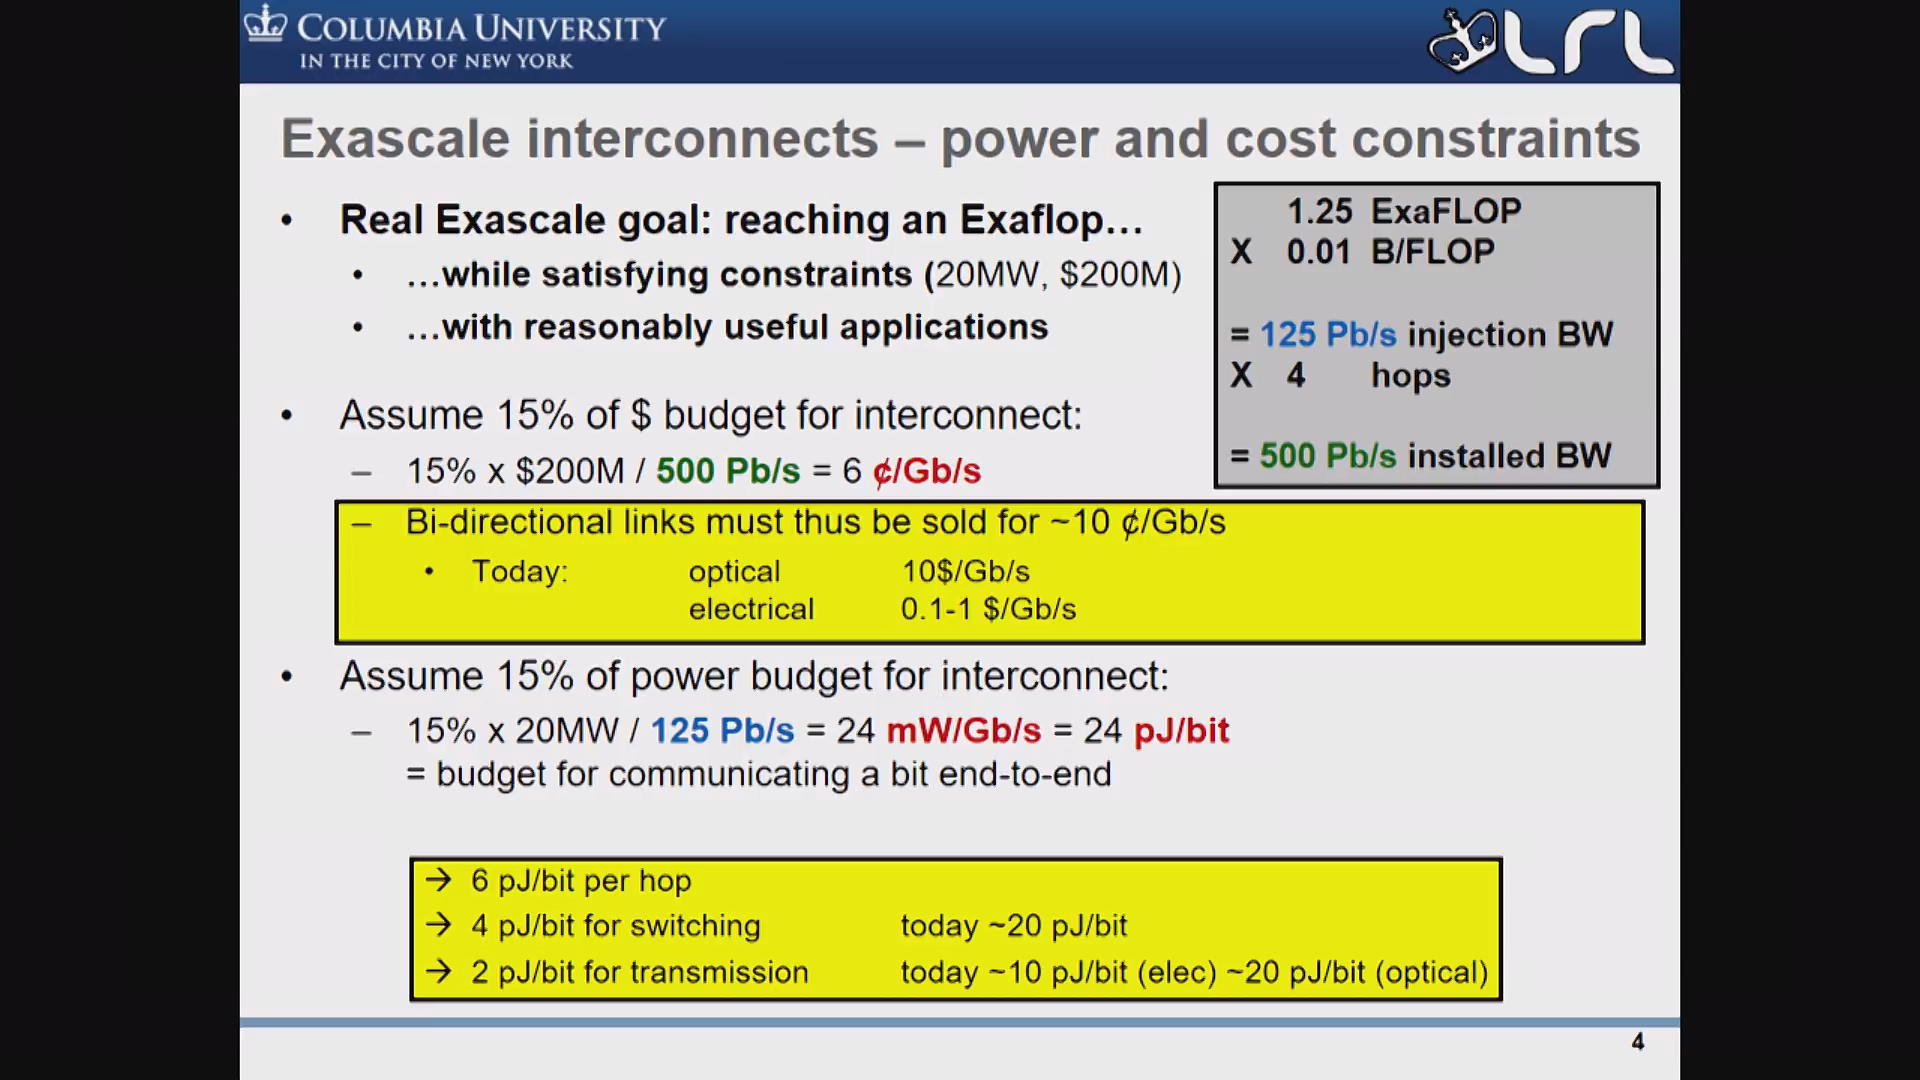 COLUMBIA UNIVERSITY
IN THE CITY OF NEW YORK
LRL
Exascale interconnects – power and cost constraints
• Real Exascale goal: reaching an Exaflop…
• …while satisfying constraints (20MW, $200M)
• …with reasonably useful applications
1.25 ExaFLOP
X 0.01 B/FLOP
= 125 Pb/s injection BW
X 4 hops
= 500 Pb/s installed BW
• Assume 15% of $ budget for interconnect:
– 15% x $200M / 500 Pb/s = 6 ¢/Gb/s
– Bi-directional links must thus be sold for ~10 ¢/Gb/s
• Today: optical 10$/Gb/s
electrical 0.1-1 $/Gb/s
• Assume 15% of power budget for interconnect:
– 15% x 20MW / 125 Pb/s = 24 mW/Gb/s = 24 pJ/bit
= budget for communicating a bit end-to-end
→ 6 pJ/bit per hop
→ 4 pJ/bit for switching today ~20 pJ/bit
→ 2 pJ/bit for transmission today ~10 pJ/bit (elec) ~20 pJ/bit (optical)
4